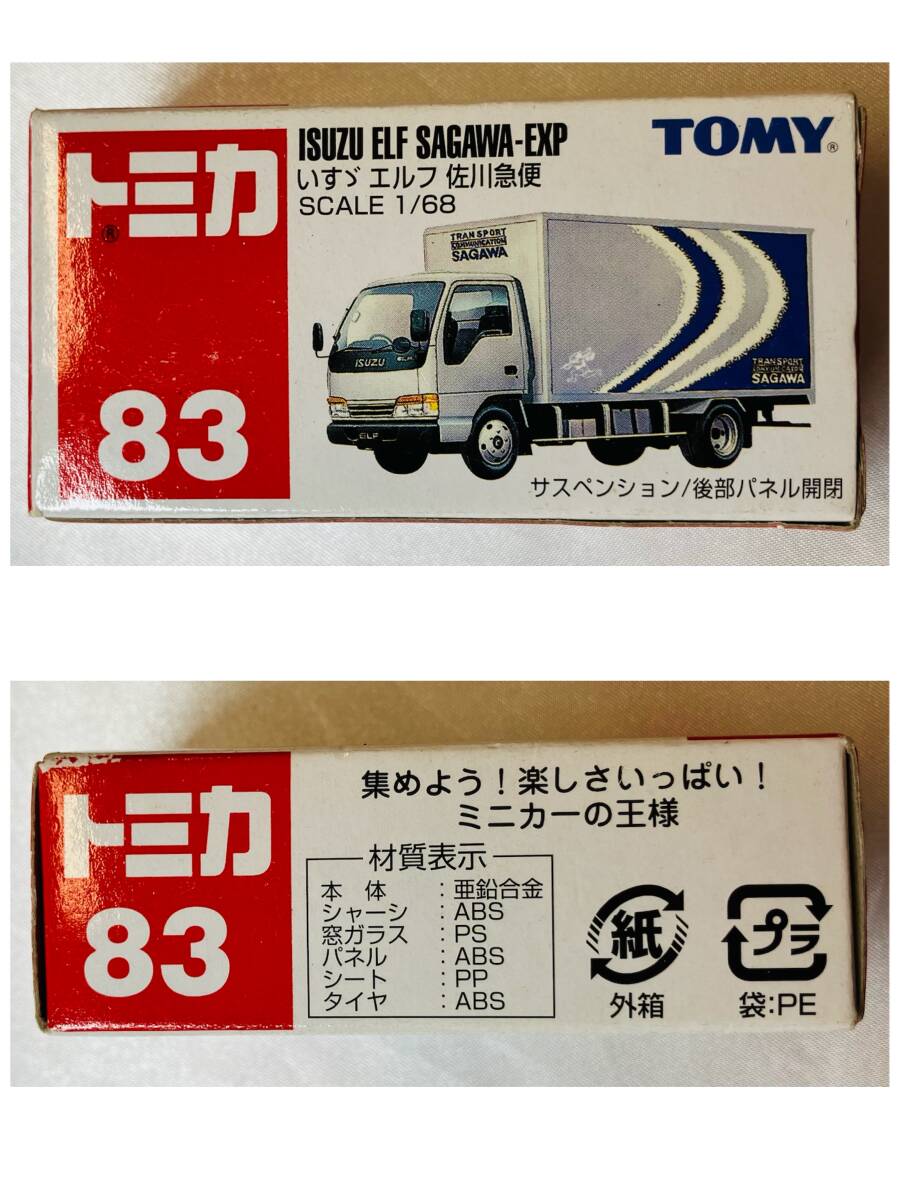 トミカ®
83
ISUZU ELF SAGAWA-EXP
いすゞ エルフ 佐川急便
SCALE 1/68
TOMY®
TRANSPORT
COMMUNICATION
SAGAWA
ISUZU
ELF
ELF
TRANSPORT
SAGAWA
サスペンション/後部パネル開閉
トミカ
83
集めよう!楽しさいっぱい!
ミニカーの王様
材質表示
本体:亜鉛合金
シャーシ:ABS
窓ガラス:PS
パネル:ABS
シート:PP
タイヤ:ABS
紙
外箱
プラ
袋:PE